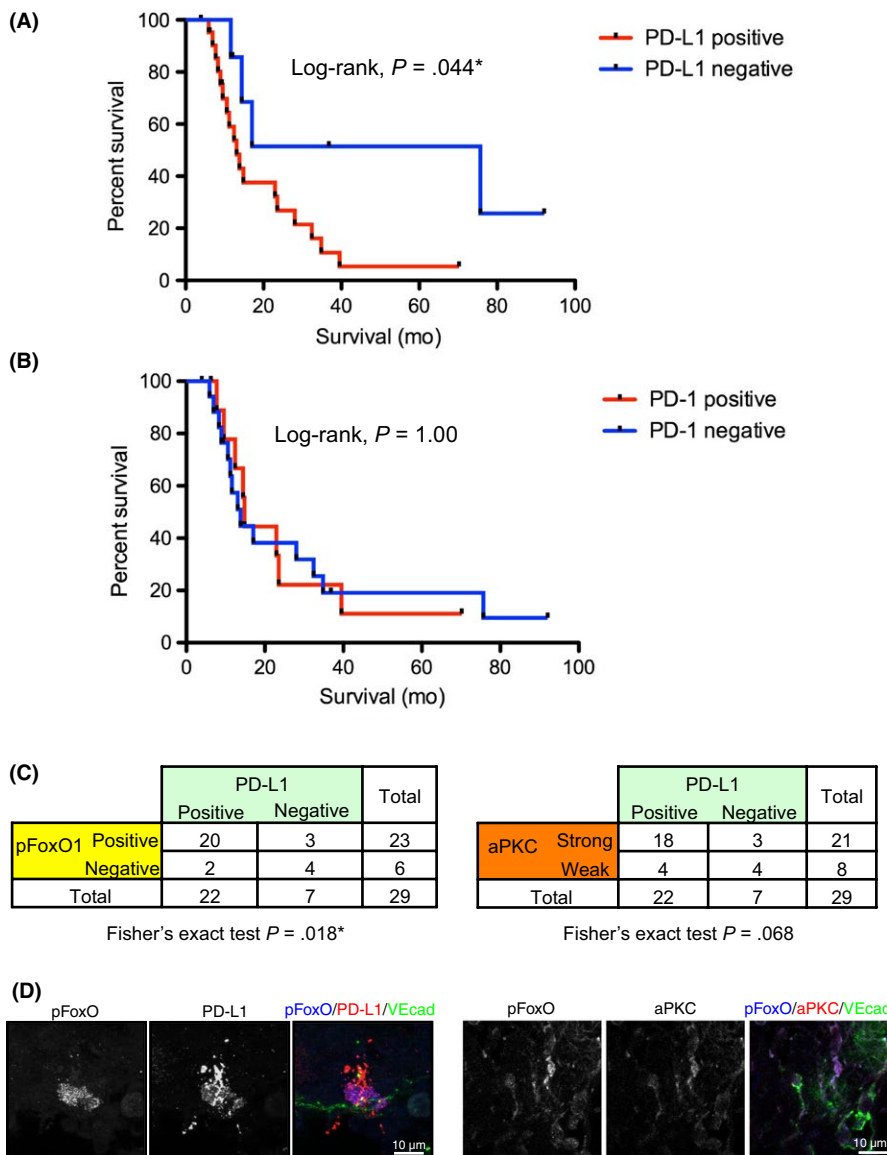 (A)
100
80
60
40
20
0
Percent survival
0 20 40 60 80 100
Survival (mo)
Log-rank, P = .044*
PD-L1 positive
PD-L1 negative
(B)
100
80
60
40
20
0
Percent survival
0 20 40 60 80 100
Survival (mo)
Log-rank, P = 1.00
PD-1 positive
PD-1 negative
(C)
PD-L1 Total
Positive Negative
pFoxO1 Positive 20 3 23
Negative 2 4 6
Total 22 7 29
Fisher's exact test P = .018*
PD-L1 Total
Positive Negative
aPKC Strong 18 3 21
Weak 4 4 8
Total 22 7 29
Fisher's exact test P = .068
(D)
pFoxO PD-L1 pFoxO/PD-L1/VEcad
10 µm
pFoxO aPKC pFoxO/aPKC/VEcad
10 µm